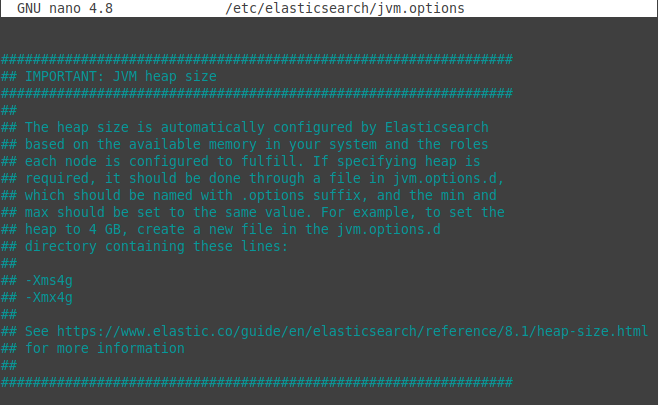 GNU nano 4.8 /etc/elasticsearch/jvm.options
################################################################
## IMPORTANT: JVM heap size
################################################################
##
## The heap size is automatically configured by Elasticsearch
## based on the available memory in your system and the roles
## each node is configured to fulfill. If specifying heap is
## required, it should be done through a file in jvm.options.d,
## which should be named with .options suffix, and the min and
## max should be set to the same value. For example, to set the
## heap to 4 GB, create a new file in the jvm.options.d
## directory containing these lines:
##
## -Xms4g
## -Xmx4g
##
## See https://www.elastic.co/guide/en/elasticsearch/reference/8.1/heap-size.html
## for more information
##
################################################################